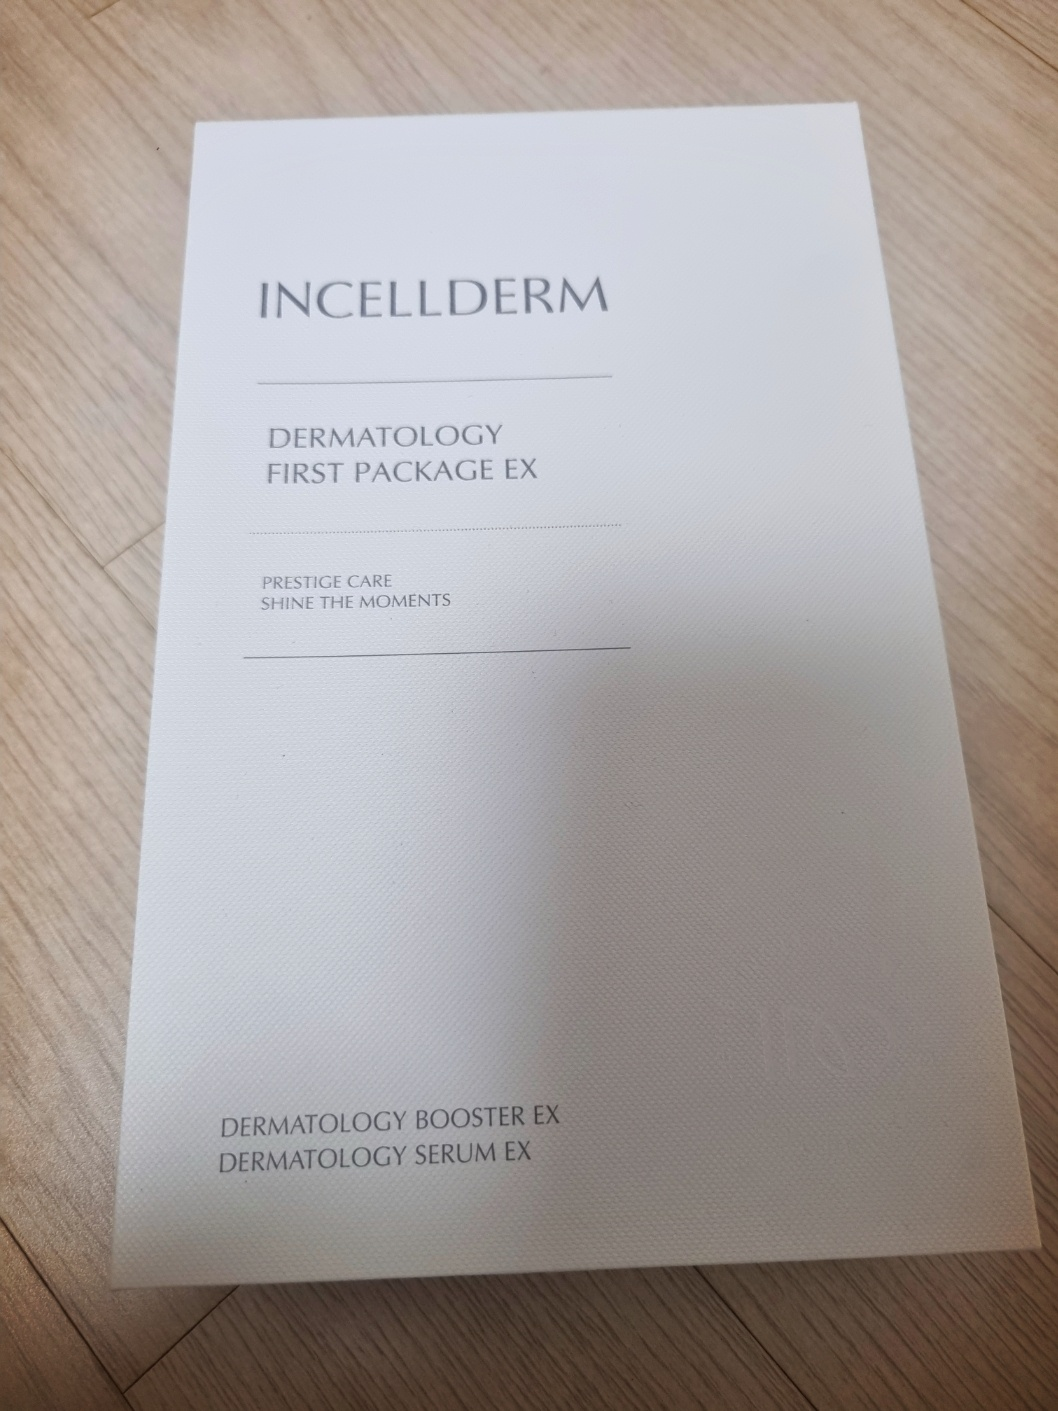 INCELLDERM
DERMATOLOGY
FIRST PACKAGE EX
PRESTIGE CARE
SHINE THE MOMENTS
DERMATOLOGY BOOSTER EX
DERMATOLOGY SERUM EX